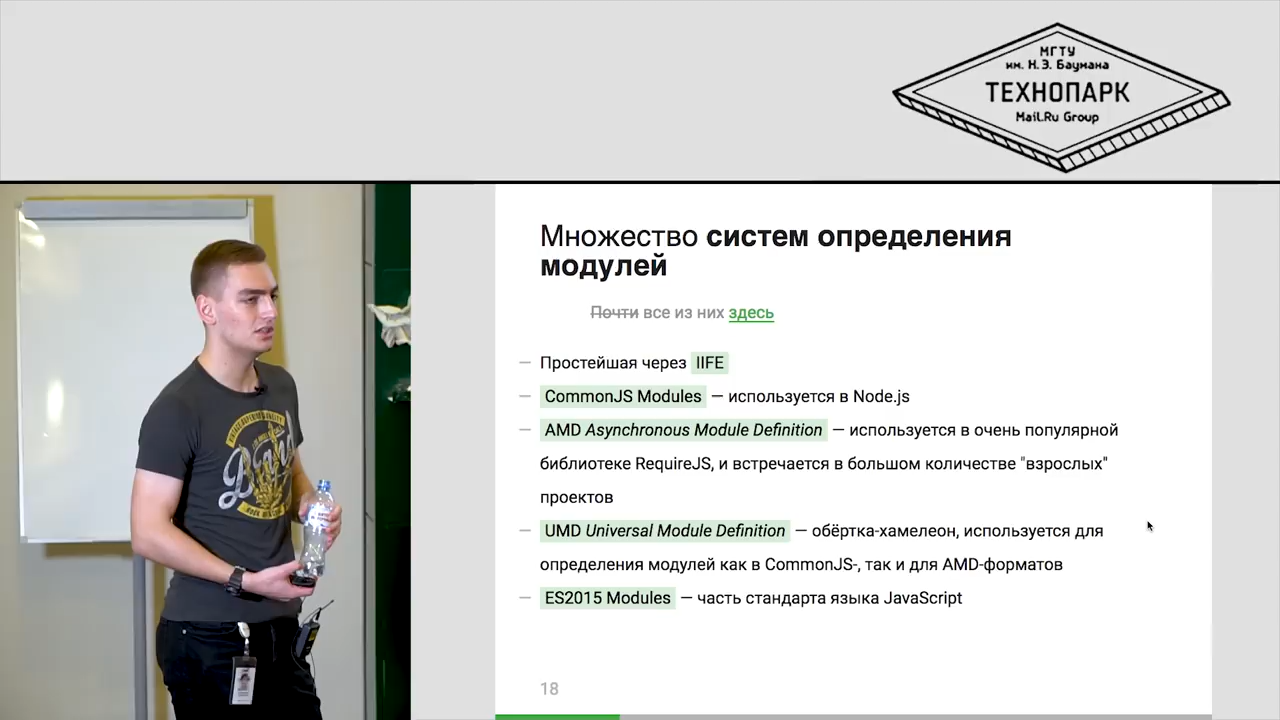 МГТУ
им. Н.Э. Баумана
ТЕХНОПАРК
Mail.Ru Group
Множество систем определения
модулей
Почти все из них здесь
— Простейшая через IIFE
— CommonJS Modules — используется в Node.js
— AMD Asynchronous Module Definition — используется в очень популярной
библиотеке RequireJS, и встречается в большом количестве "взрослых"
проектов
— UMD Universal Module Definition — обёртка-хамелеон, используется для
определения модулей как в CommonJS-, так и для AMD-форматов
— ES2015 Modules — часть стандарта языка JavaScript
18